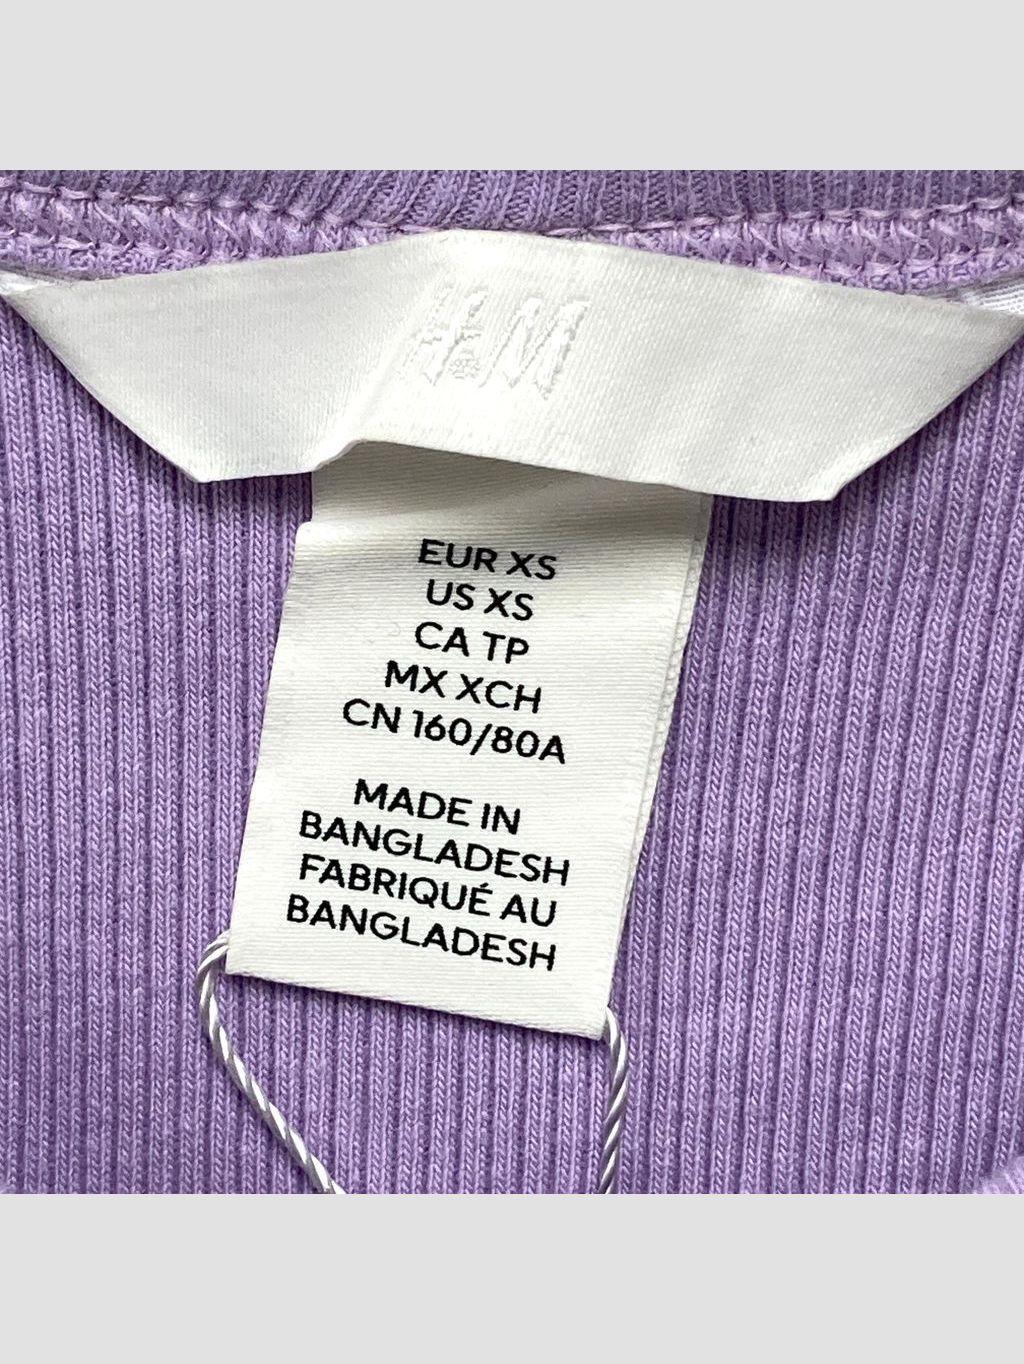 H&M
EUR XS
US XS
CA TP
MX XCH
CN 160/80A
MADE IN
BANGLADESH
FABRIQUÉ AU
BANGLADESH